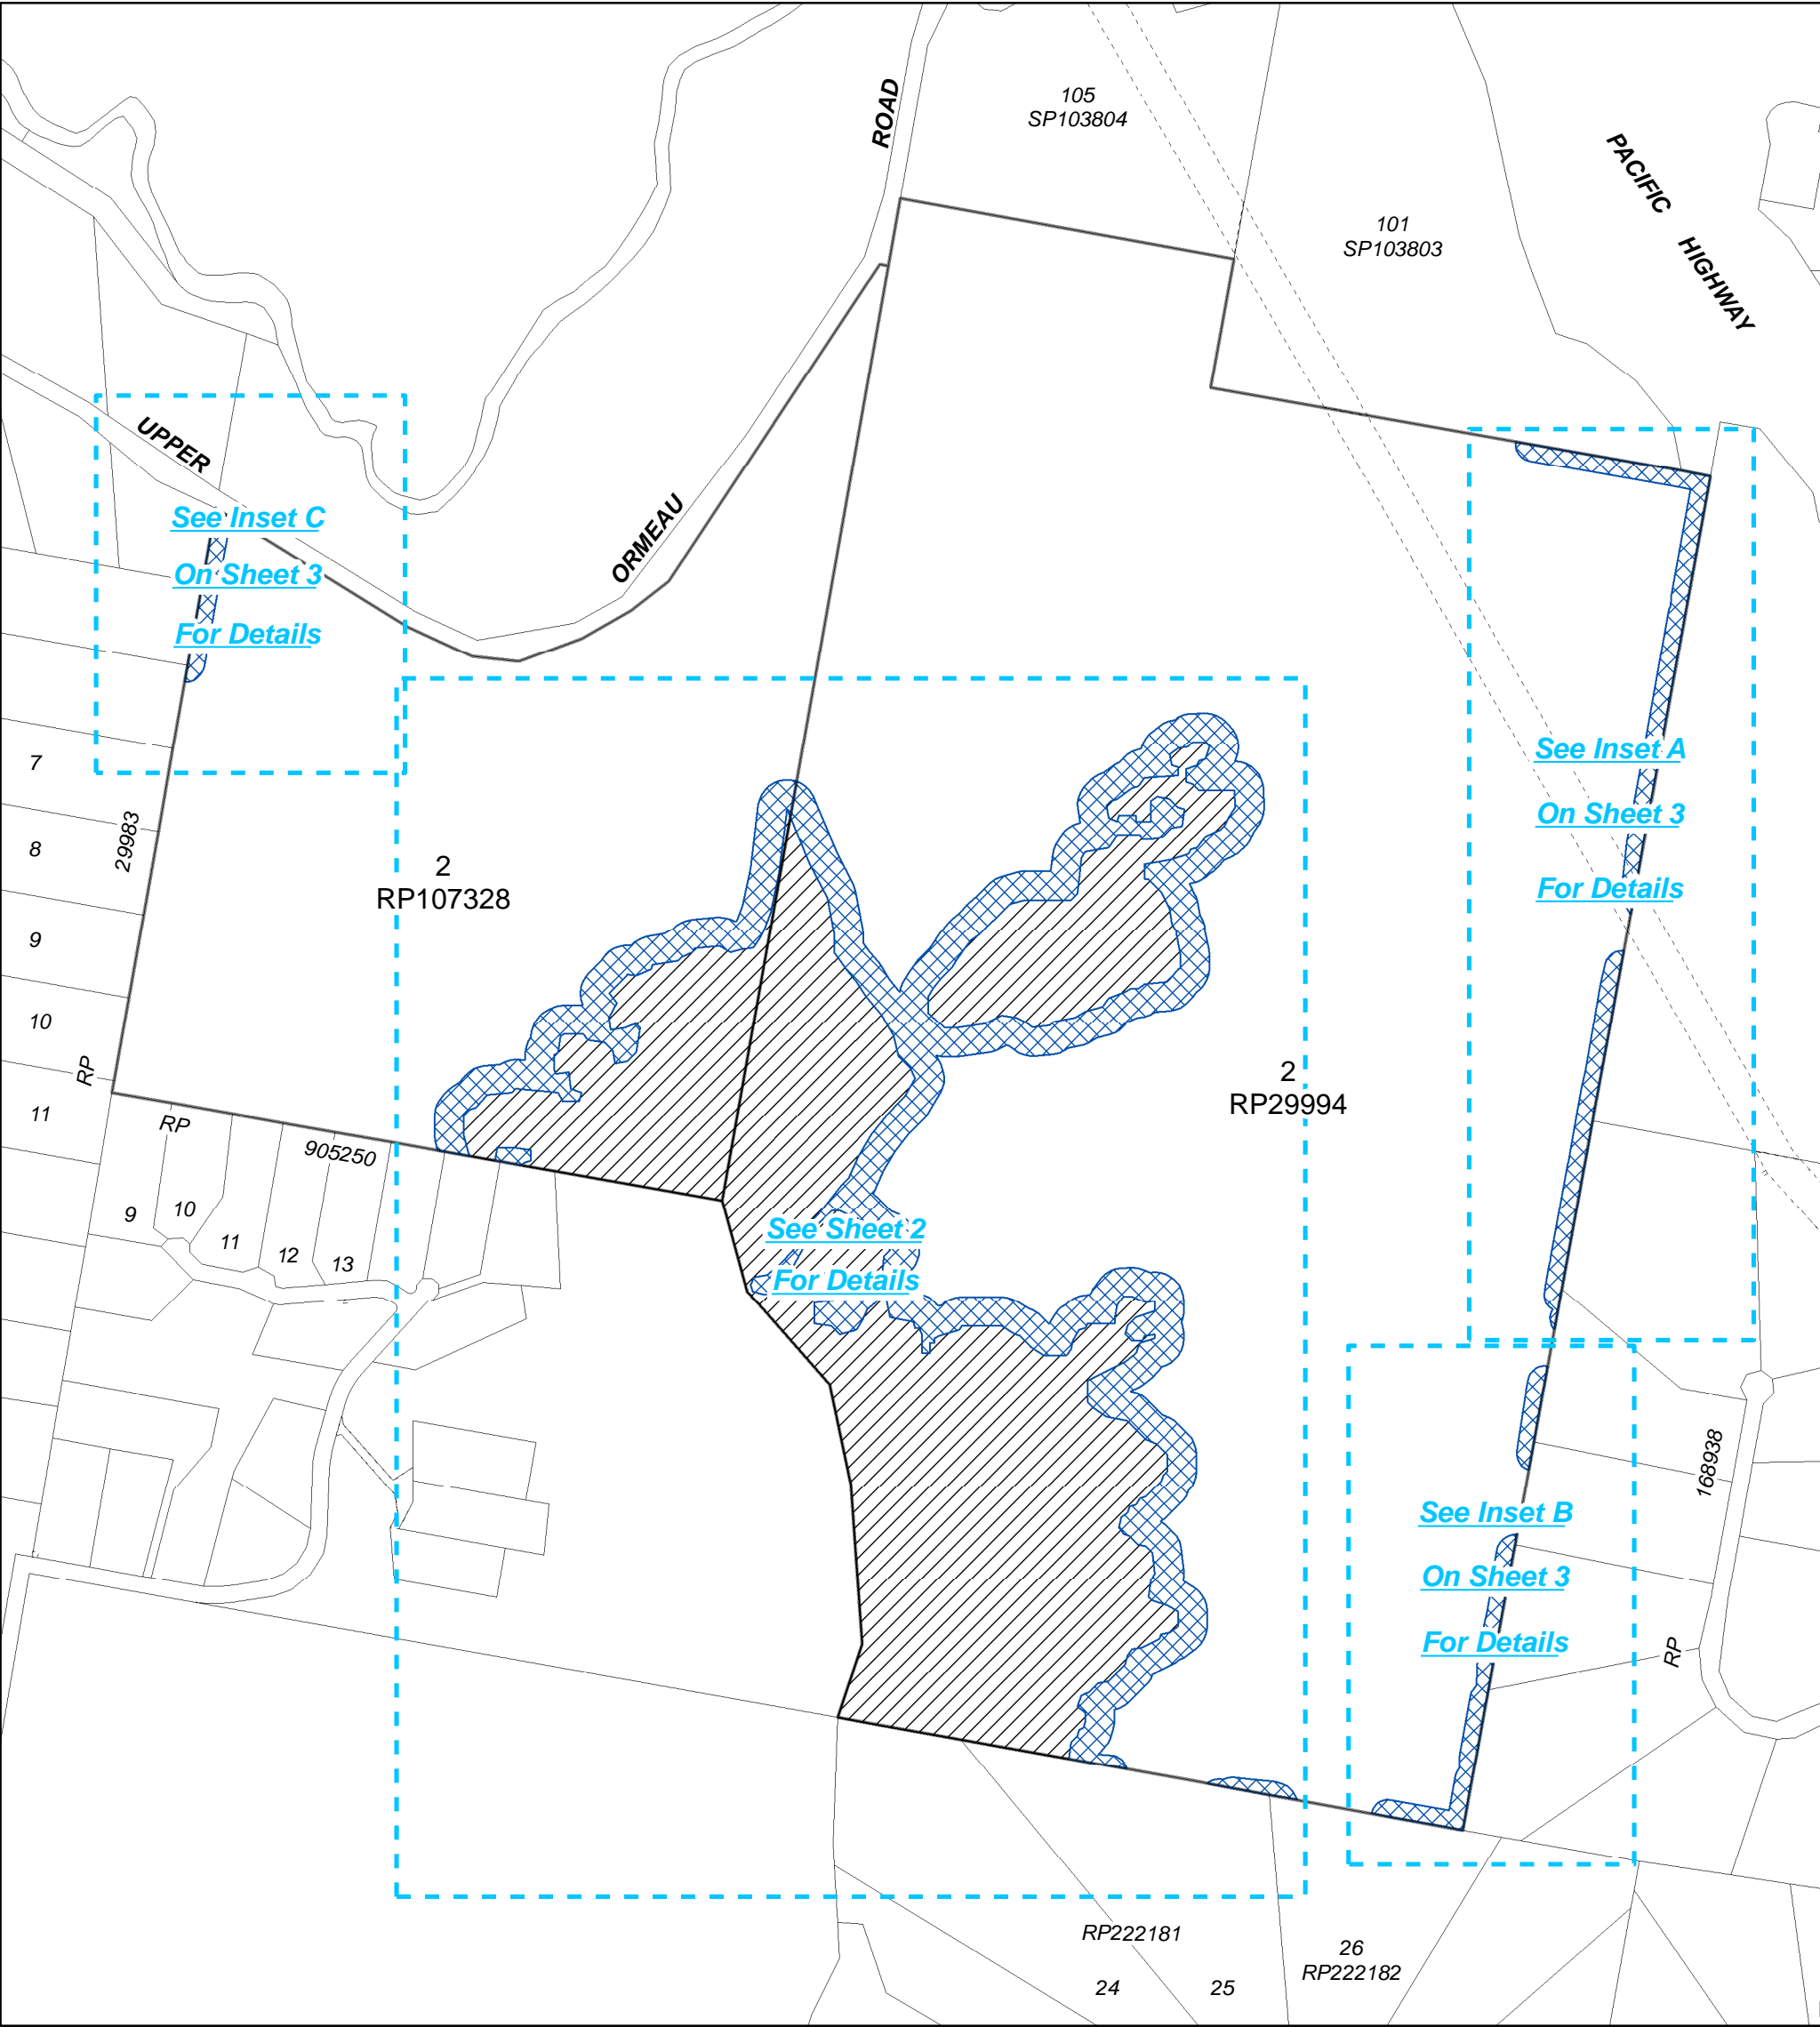 ROAD
105
SP103804
101
SP103803
PACIFIC
HIGHWAY
UPPER
ORMEAU
See Inset C
On Sheet 3
For Details
See Inset A
On Sheet 3
For Details
7
8
9
10
11
29983
RP
2
RP107328
2
RP29994
RP
905250
9
10
11
12
13
See Sheet 2
For Details
See Inset B
On Sheet 3
For Details
168938
RP
RP222181
24
25
26
RP222182